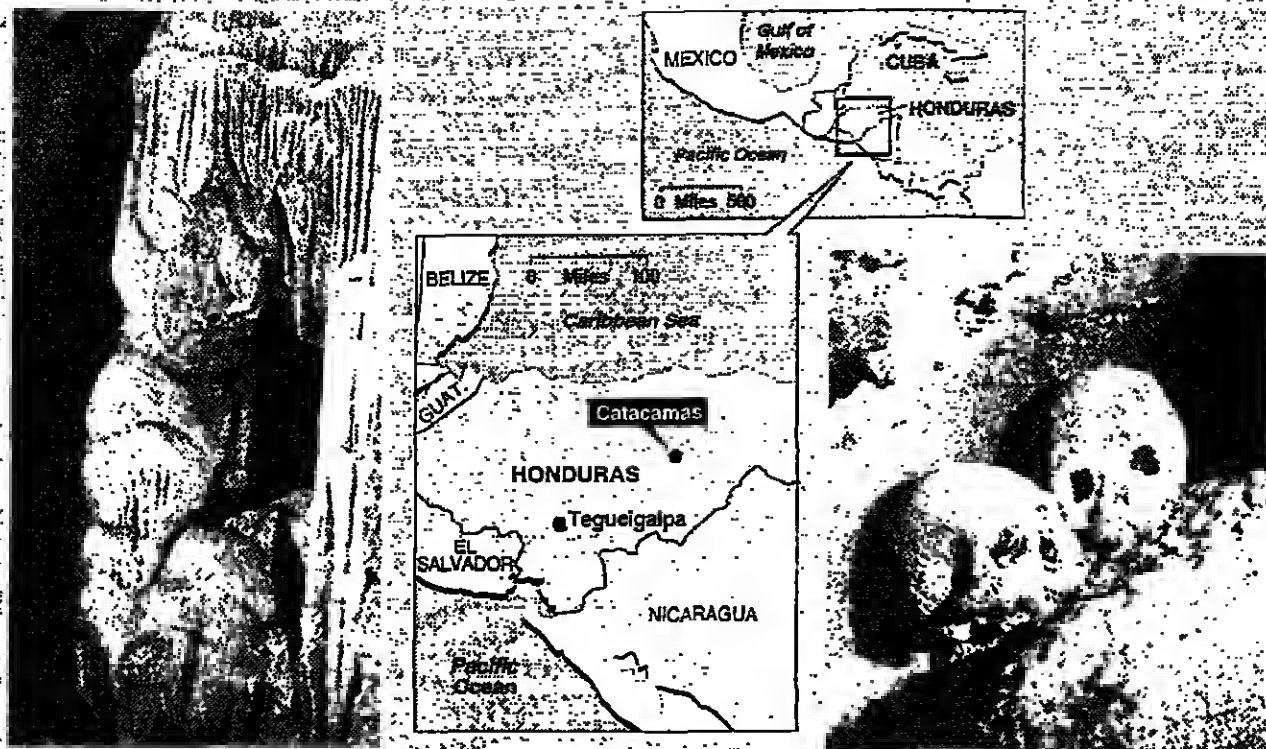 Gulf of
Mexico
MEXICO
CUBA
HONDURAS
Pacific Ocean
0 Miles 500
BELIZE
0 Miles 100
Caribbean Sea
GUAT.
Catacamas
HONDURAS
Tegucigalpa
EL
SALVADOR
NICARAGUA
Pacific
Ocean